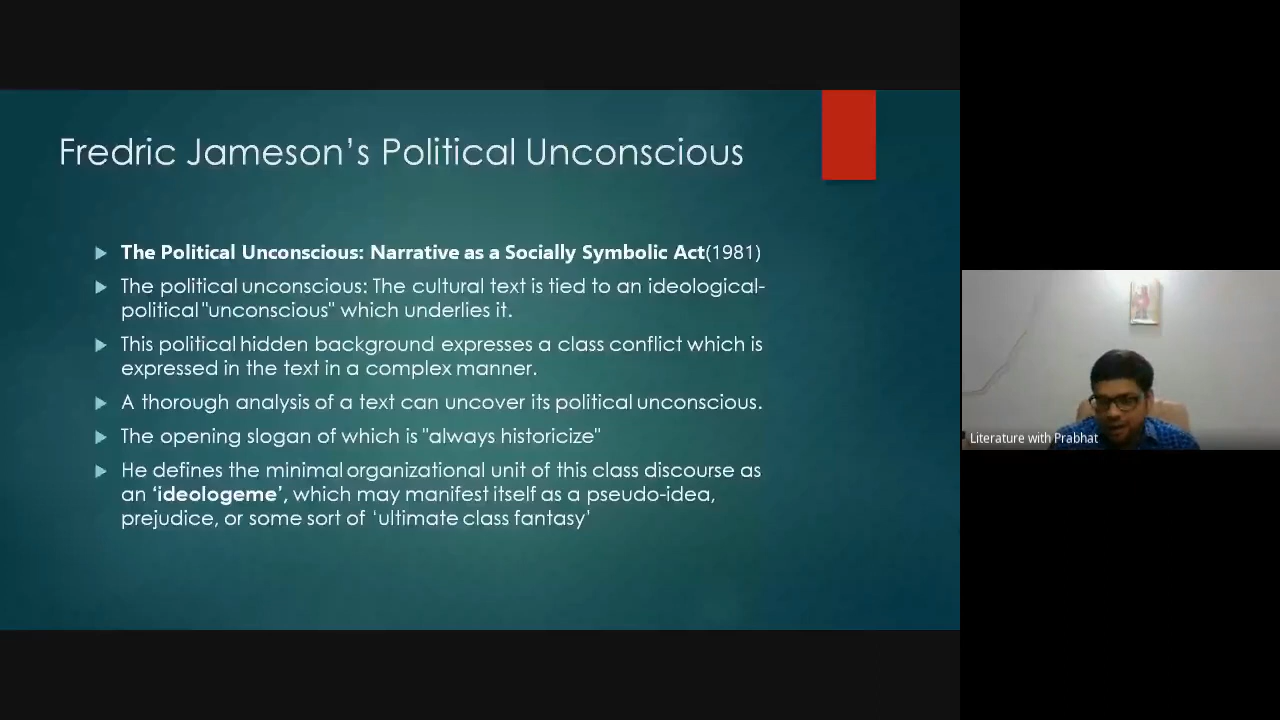 Fredric Jameson's Political Unconscious
The Political Unconscious: Narrative as a Socially Symbolic Act(1981)
The political unconscious: The cultural text is tied to an ideological-
political "unconscious" which underlies it.
This political hidden background expresses a class conflict which is
expressed in the text in a complex manner.
A thorough analysis of a text can uncover its political unconscious.
The opening slogan of which is "always historicize"
He defines the minimal organizational unit of this class discourse as
an ‘ideologeme’, which may manifest itself as a pseudo-idea,
prejudice, or some sort of ‘ultimate class fantasy’
Literature with Prabhat